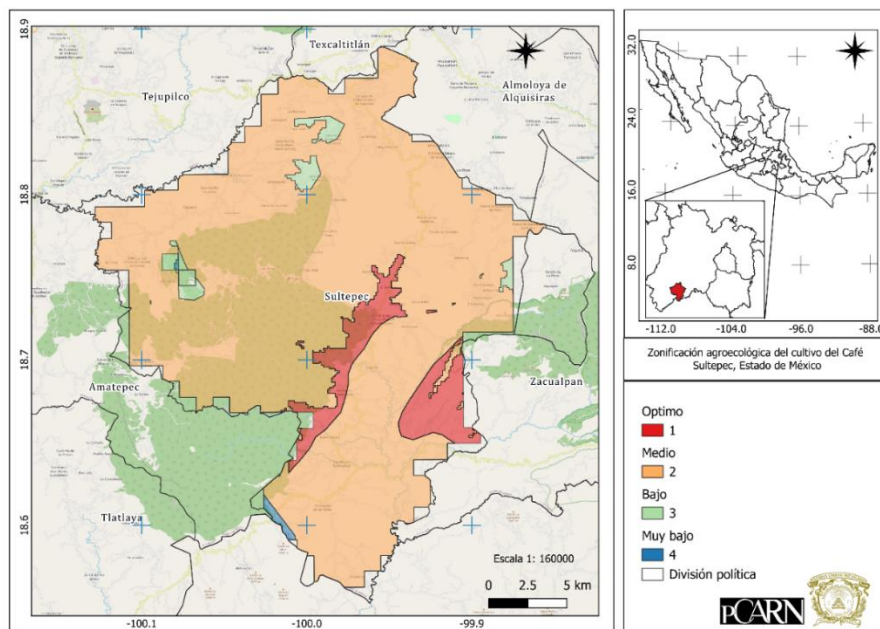 18.9
Texcaltitlán
Tejupilco
Almoloya de
Alquisiras
18.8
Sultepec
18.7
Amatepec
Zacualpan
18.6
Tlatlaya
Escala 1: 160000
0 2.5 5 km
-100.1 -100.0 -99.9
32.0
24.0
16.0
8.0
-112.0 -104.0 -96.0 -88.0
Zonificación agroecológica del cultivo del Café
Sultepec, Estado de México
Optimo
1
Medio
2
Bajo
3
Muy bajo
4
División política
pCARN